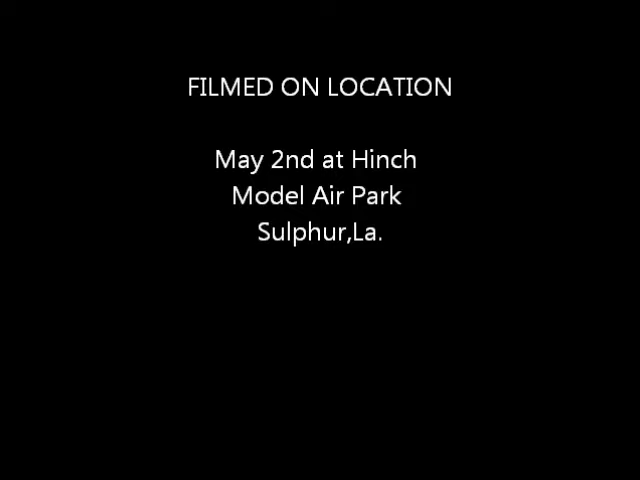 FILMED ON LOCATION
May 2nd at Hinch
Model Air Park
Sulphur,La.